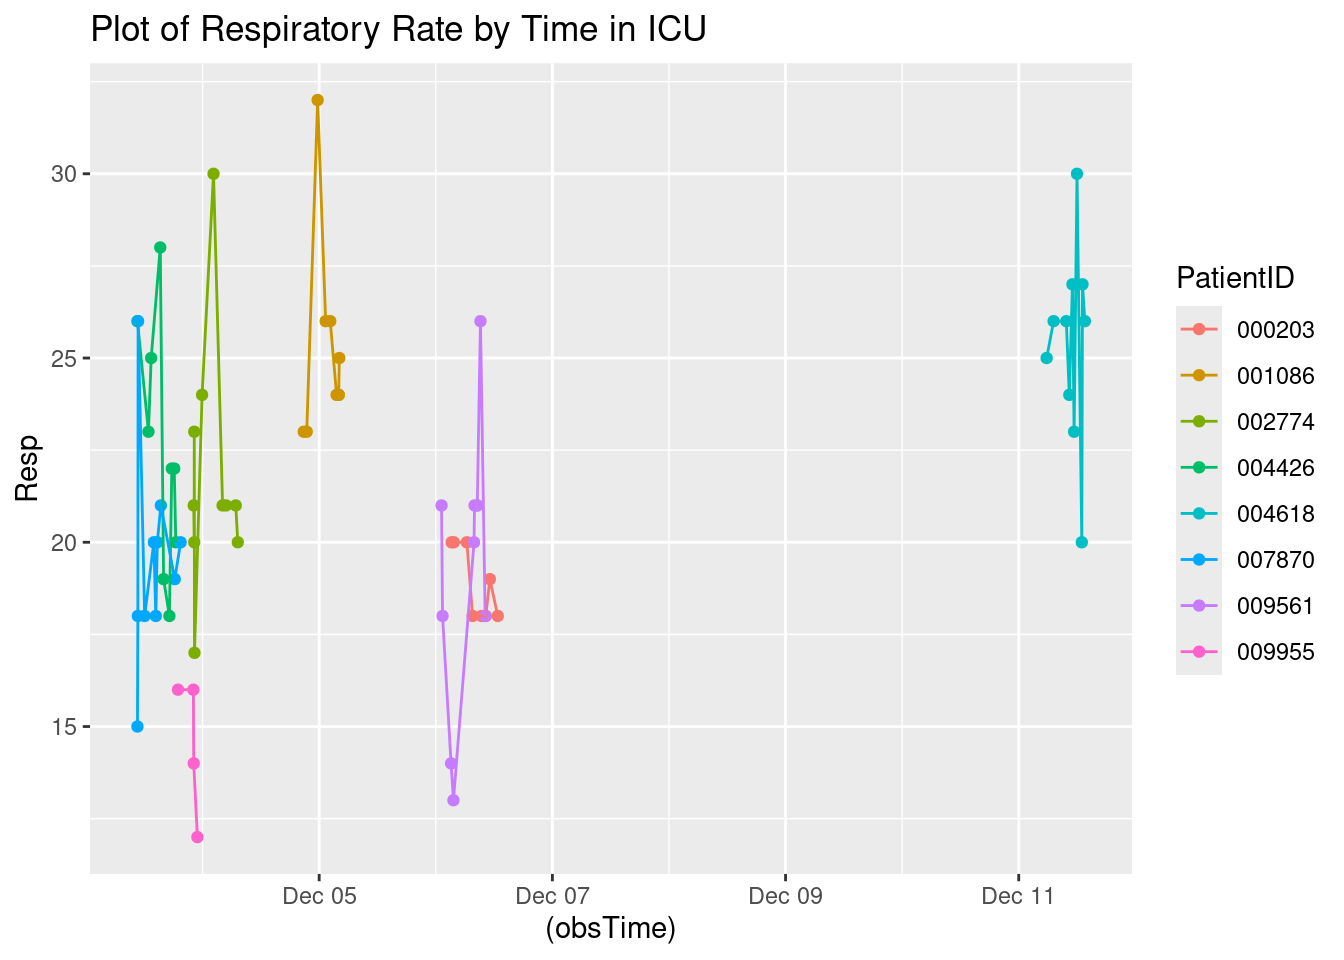 Plot of Respiratory Rate by Time in ICU
Resp
30
25
20
15
Dec 05
Dec 07
Dec 09
Dec 11
(obsTime)
PatientID
000203
001086
002774
004426
004618
007870
009561
009955